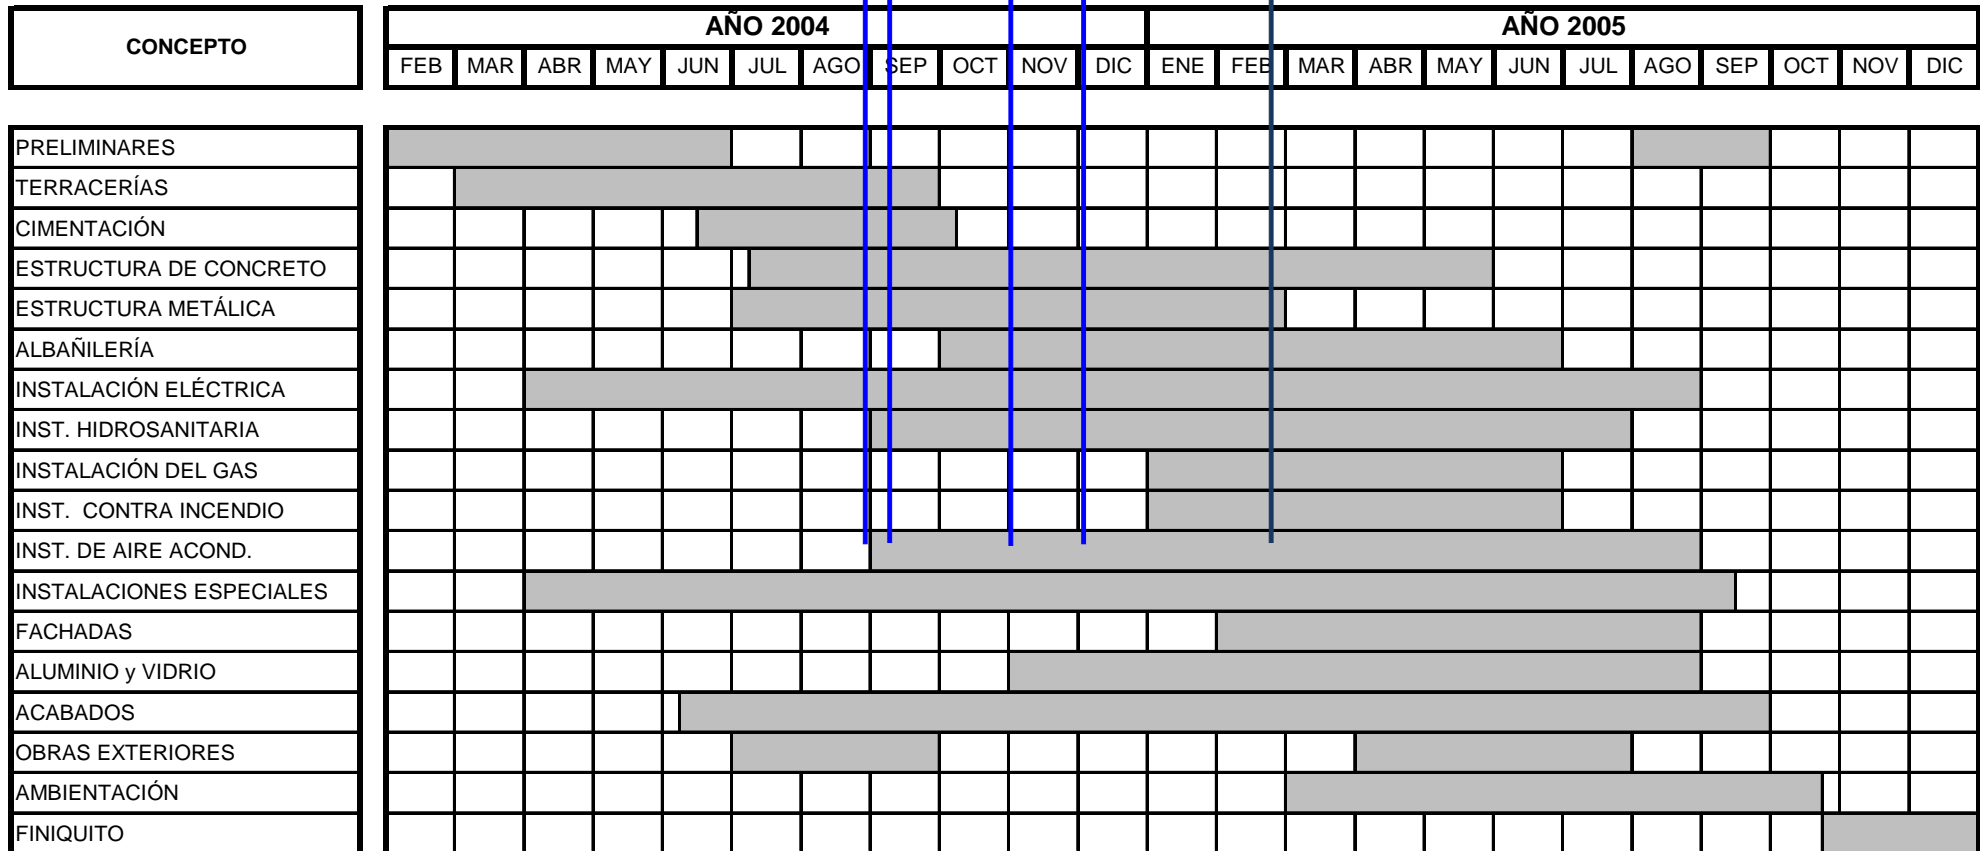 CONCEPTO
AÑO 2004 AÑO 2005
FEB MAR ABR MAY JUN JUL AGO SEP OCT NOV DIC ENE FEB MAR ABR MAY JUN JUL AGO SEP OCT NOV DIC
PRELIMINARES
TERRACERÍAS
CIMENTACIÓN
ESTRUCTURA DE CONCRETO
ESTRUCTURA METÁLICA
ALBAÑILERÍA
INSTALACIÓN ELÉCTRICA
INST. HIDROSANITARIA
INSTALACIÓN DEL GAS
INST. CONTRA INCENDIO
INST. DE AIRE ACOND.
INSTALACIONES ESPECIALES
FACHADAS
ALUMINIO y VIDRIO
ACABADOS
OBRAS EXTERIORES
AMBIENTACIÓN
FINIQUITO